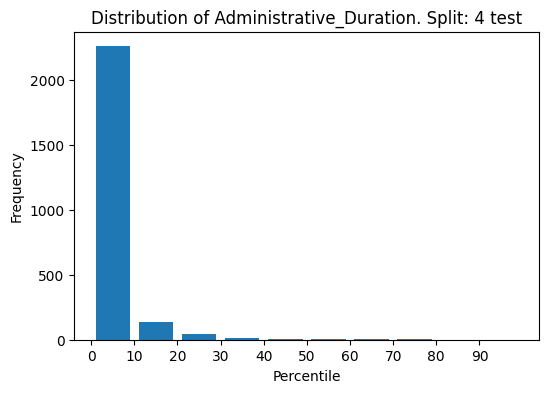 Distribution of Administrative_Duration. Split: 4 test
Frequency
2000
1500
1000
500
0
0 10 20 30 40 50 60 70 80 90
Percentile